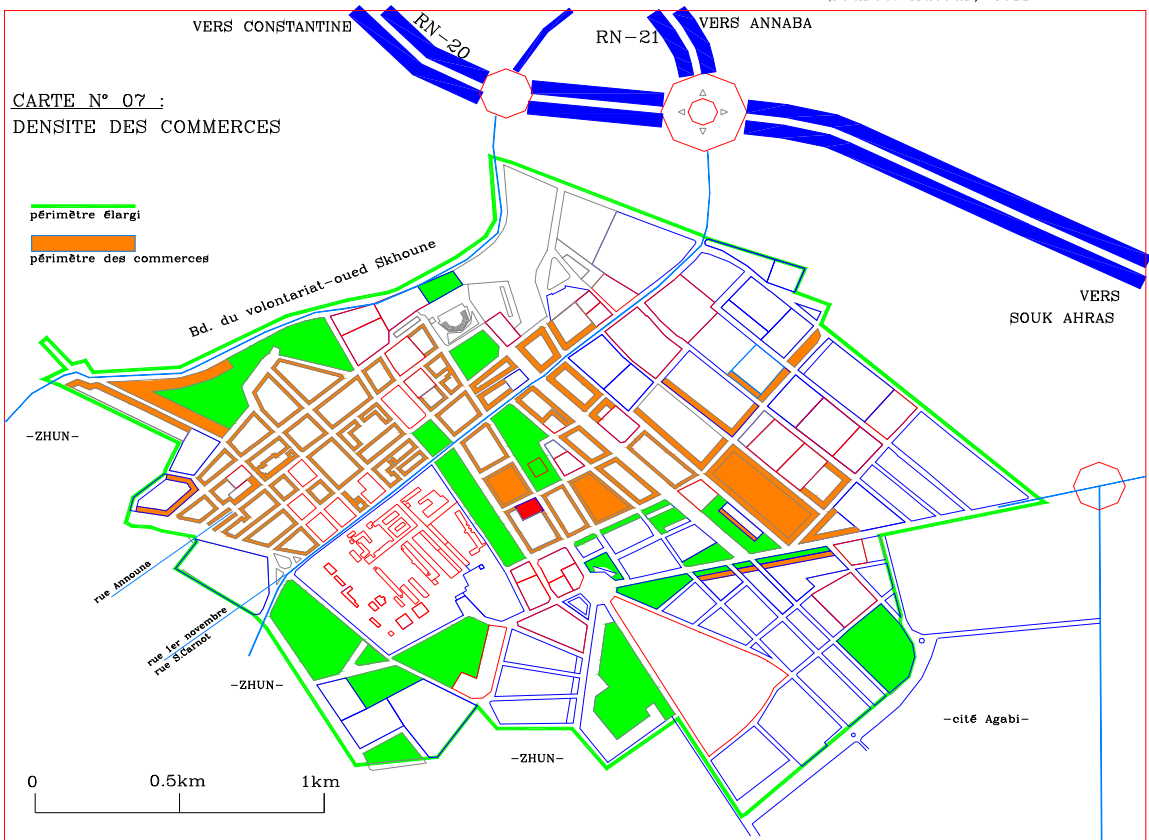 VERS CONSTANTINE
RN-20
RN-21
VERS ANNABA
CARTE N° 07 :
DENSITE DES COMMERCES
périmètre élargi
périmètre des commerces
Bd. du volontariat-oued Skhoune
VERS
SOUK AHRAS
-ZHUN-
rue Announa
rue 1er novembre
rue S.Carnot
-ZHUN-
-cité Agabi-
-ZHUN-
0
0.5km
1km